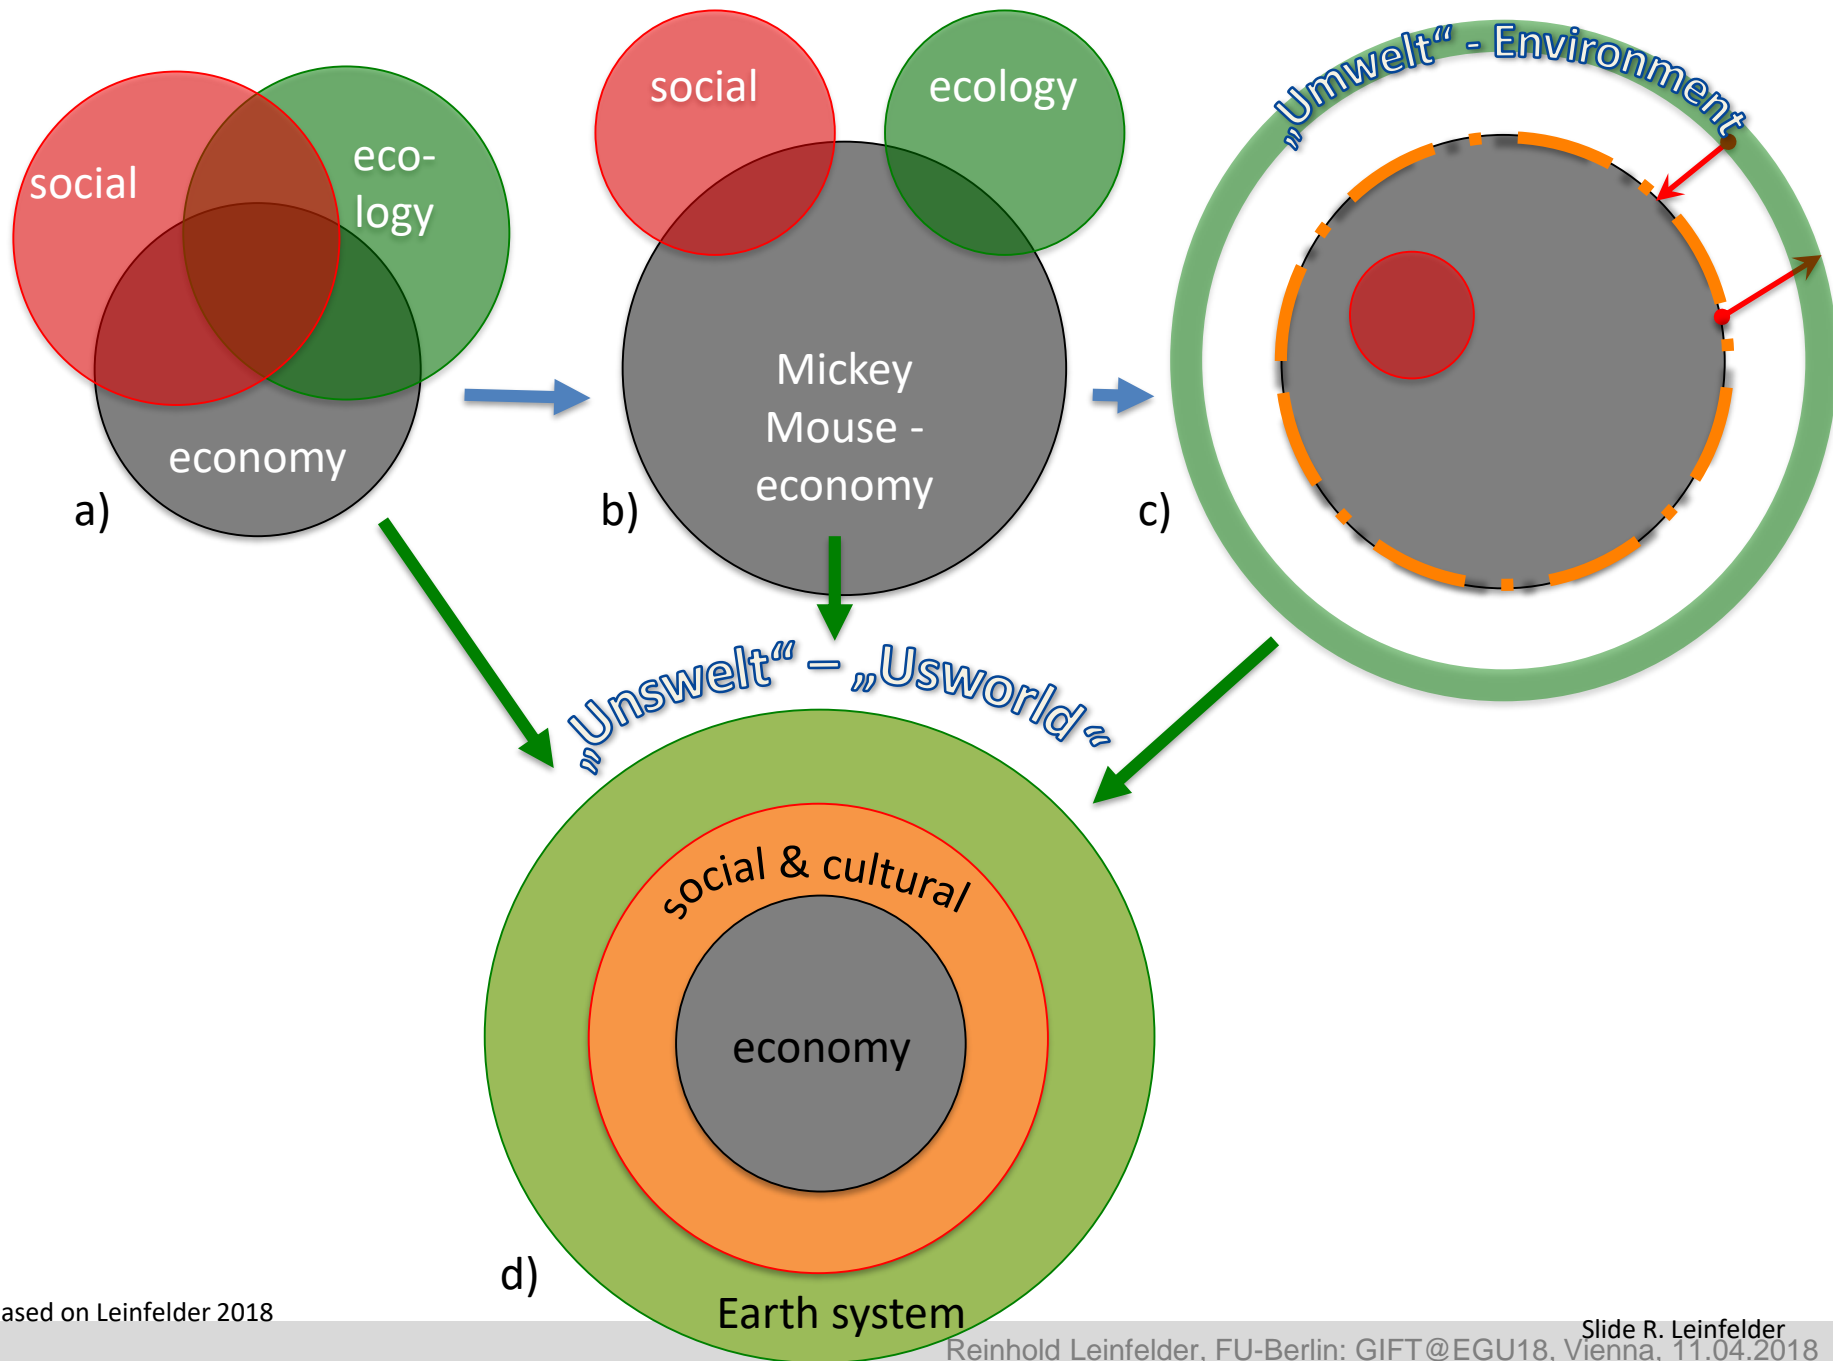 social
eco-
logy
economy
a)
social
ecology
Mickey
Mouse -
economy
b)
„Umwelt“ - Environment
c)
„Unswelt“ – „Usworld“
social & cultural
economy
d)
Earth system
ased on Leinfelder 2018
Slide R. Leinfelder
Reinhold Leinfelder, FU-Berlin: GIFT@EGU18, Vienna, 11.04.2018